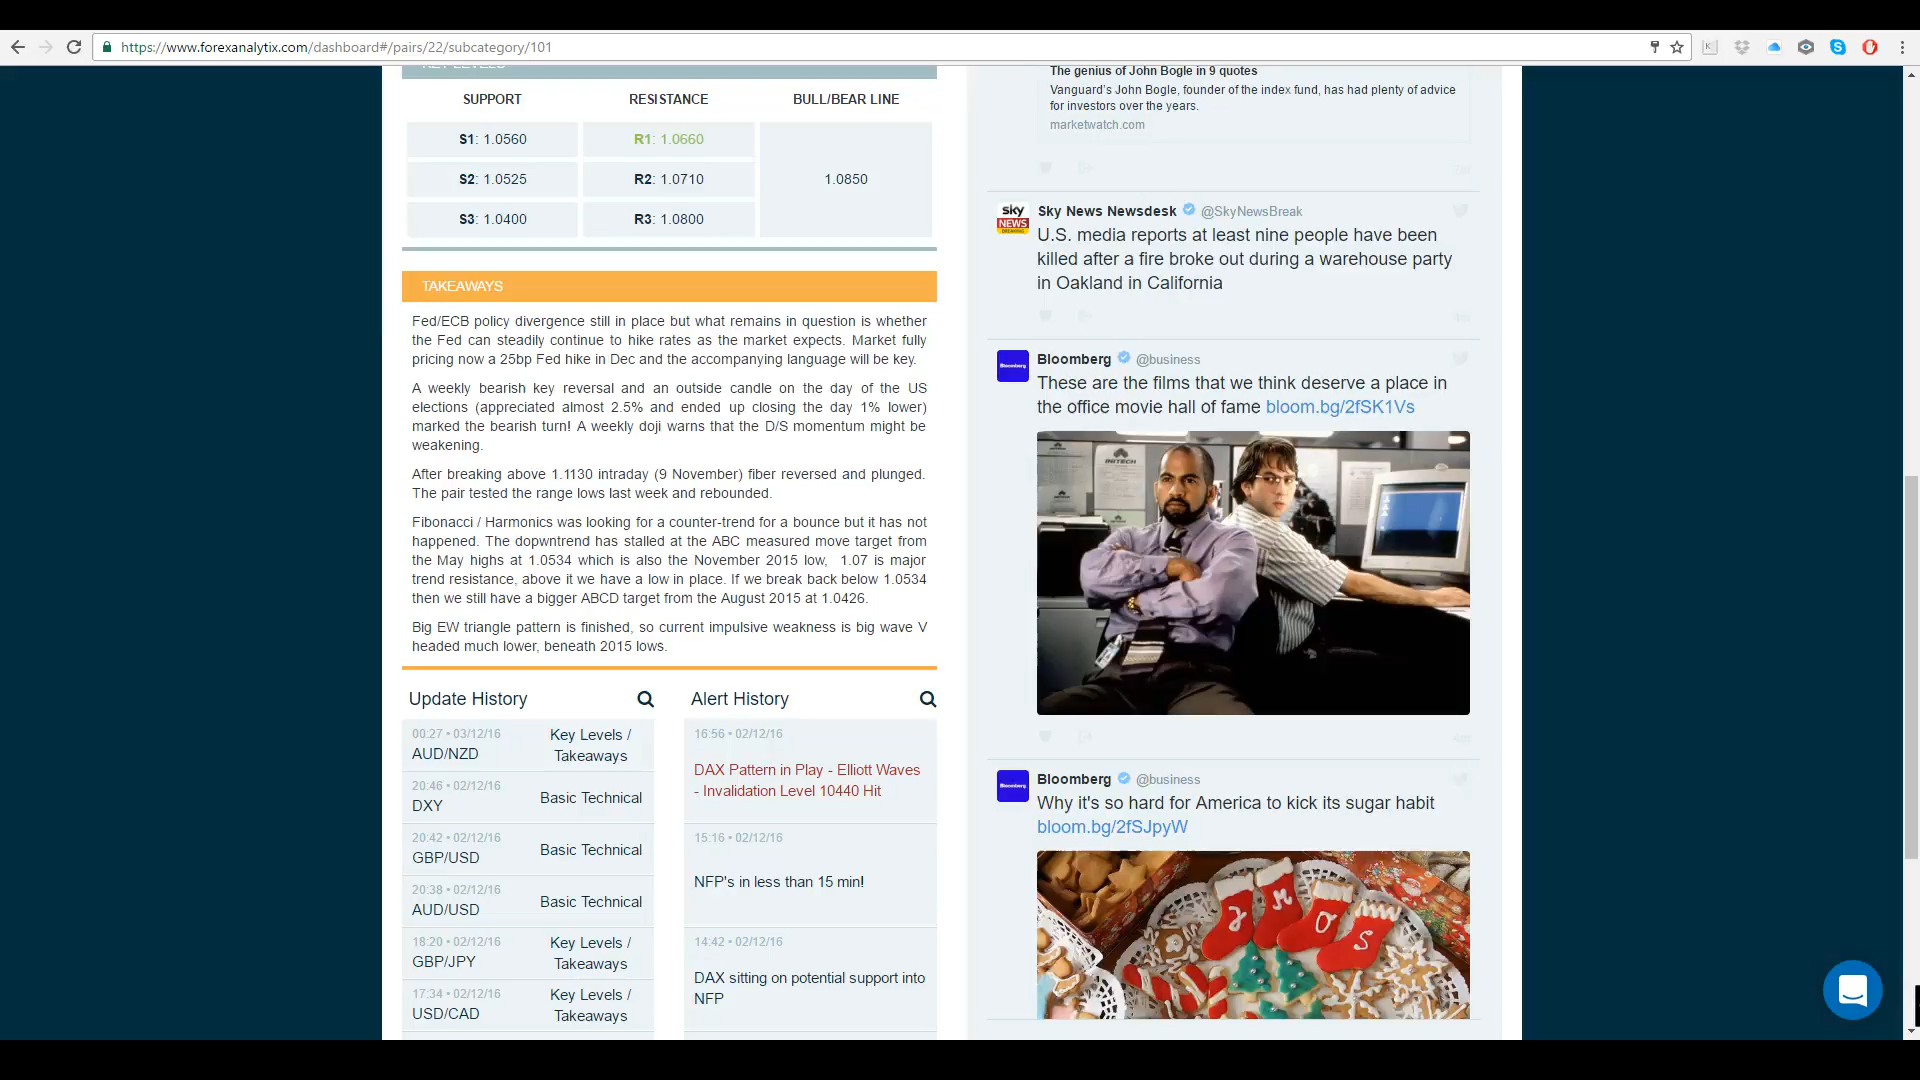 https://www.forexanalytix.com/dashboard#/pairs/22/subcategory/101
KEY LEVELS
SUPPORT RESISTANCE BULL/BEAR LINE
S1: 1.0560 R1: 1.0660
S2: 1.0525 R2: 1.0710 1.0850
S3: 1.0400 R3: 1.0800
TAKEAWAYS
Fed/ECB policy divergence still in place but what remains in question is whether
the Fed can steadily continue to hike rates as the market expects. Market fully
pricing now a 25bp Fed hike in Dec and the accompanying language will be key.
A weekly bearish key reversal and an outside candle on the day of the US
elections (appreciated almost 2.5% and ended up closing the day 1% lower)
marked the bearish turn! A weekly doji warns that the D/S momentum might be
weakening.
After breaking above 1.1130 intraday (9 November) fiber reversed and plunged.
The pair tested the range lows last week and rebounded.
Fibonacci / Harmonics was looking for a counter-trend for a bounce but it has not
happened. The dopwntrend has stalled at the ABC measured move target from
the May highs at 1.0534 which is also the November 2015 low, 1.07 is major
trend resistance, above it we have a low in place. If we break back below 1.0534
then we still have a bigger ABCD target from the August 2015 at 1.0426.
Big EW triangle pattern is finished, so current impulsive weakness is big wave V
headed much lower, beneath 2015 lows.
Update History
00:27 • 03/12/16
AUD/NZD
Key Levels /
Takeaways
20:46 • 02/12/16
DXY
Basic Technical
20:42 • 02/12/16
GBP/USD
Basic Technical
20:38 • 02/12/16
AUD/USD
Basic Technical
18:20 • 02/12/16
GBP/JPY
Key Levels /
Takeaways
17:34 • 02/12/16
USD/CAD
Key Levels /
Takeaways
Alert History
16:56 • 02/12/16
DAX Pattern in Play - Elliott Waves
- Invalidation Level 10440 Hit
15:16 • 02/12/16
NFP's in less than 15 min!
14:42 • 02/12/16
DAX sitting on potential support into
NFP
The genius of John Bogle in 9 quotes
Vanguard's John Bogle, founder of the index fund, has had plenty of advice
for investors over the years.
marketwatch.com
sky
NEWS
BREAKING
Sky News Newsdesk @SkyNewsBreak
U.S. media reports at least nine people have been
killed after a fire broke out during a warehouse party
in Oakland in California
Bloomberg
Bloomberg @business
These are the films that we think deserve a place in
the office movie hall of fame bloom.bg/2fSK1Vs
INITECH
Bloomberg
Bloomberg @business
Why it's so hard for America to kick its sugar habit
bloom.bg/2fSJpyW
J M O S